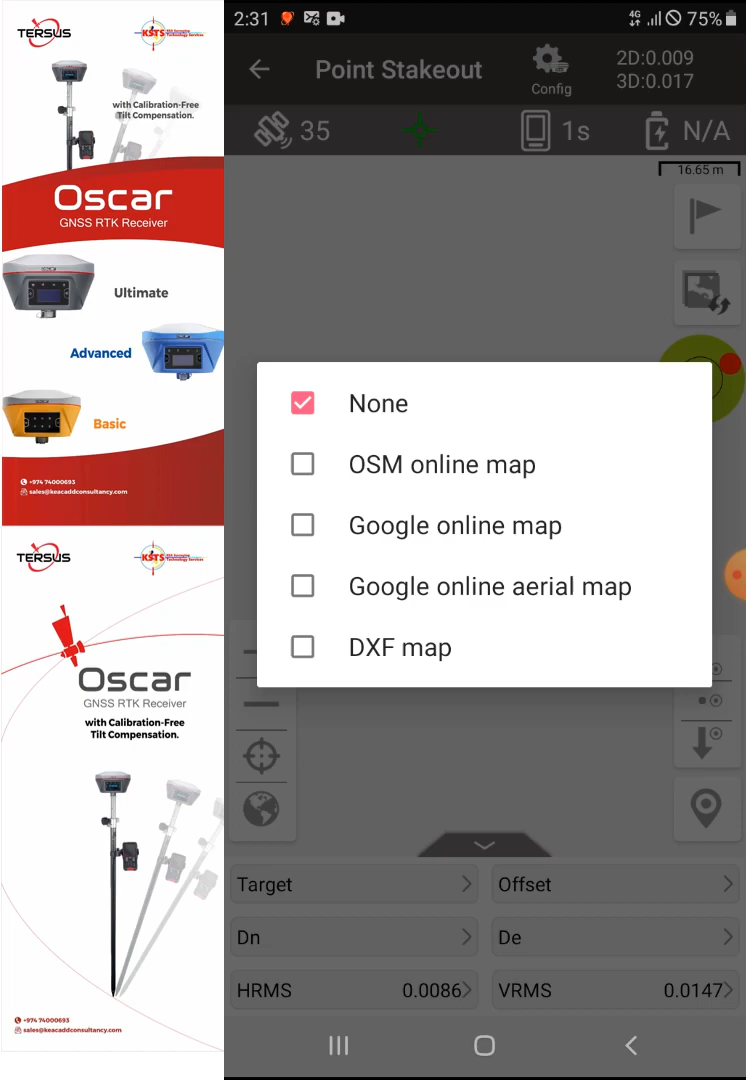 TERSUS
KSTS
with Calibration-Free
Tilt Compensation.
Oscar
GNSS RTK Receiver
Ultimate
Advanced
Basic
+974 74000693
sales@keacaddconsultancy.com
TERSUS
KSTS
Oscar
GNSS RTK Receiver
with Calibration-Free
Tilt Compensation.
+974 74000693
sales@keacaddconsultancy.com
2:31
4G
75%
Point Stakeout
Config
2D:0.009
3D:0.017
35
1s
N/A
16.65 m
None
OSM online map
Google online map
Google online aerial map
DXF map
Target
Offset
Dn
De
HRMS 0.0086
VRMS 0.0147